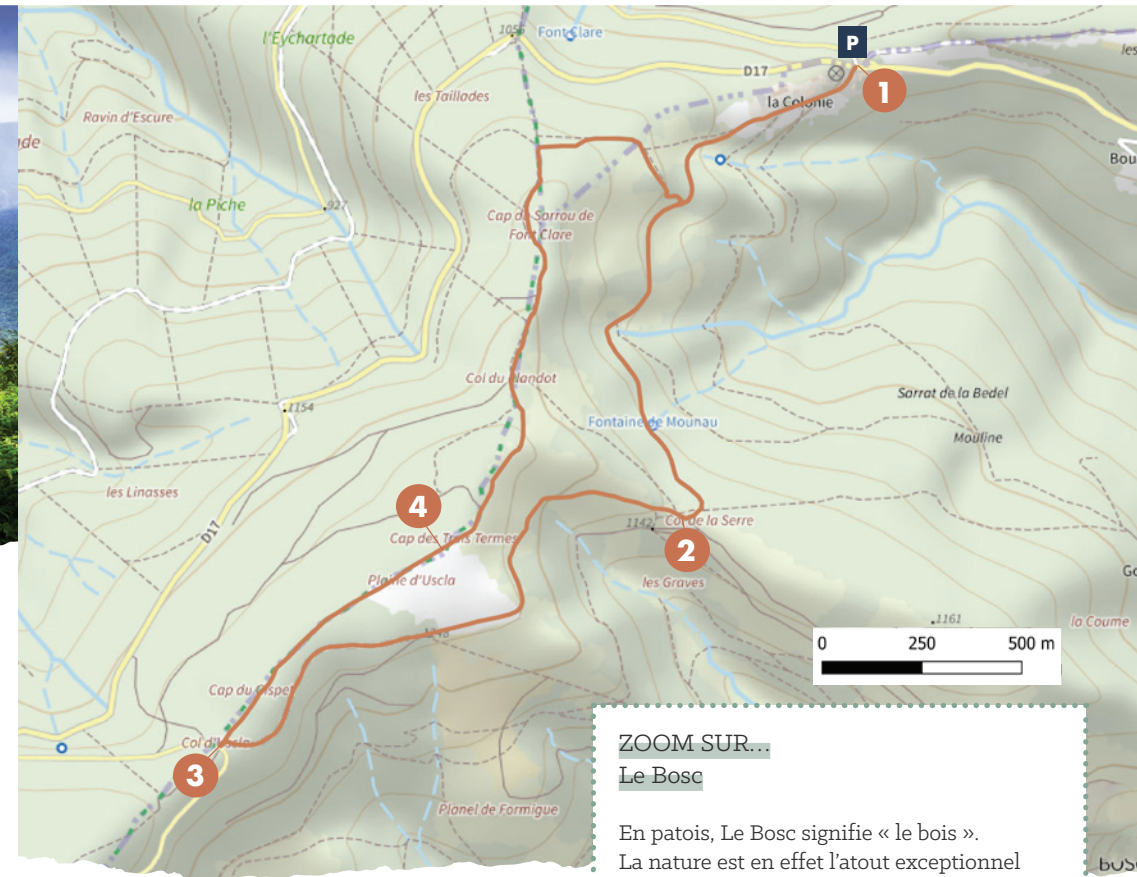 1056
Font Clare
l'Eychartade
P
les
D17
1
les Taillades
la Colonie
Ravin d'Escure
Bou
la Piche
927
Cap du Sarrou de
Font Clare
Col du
Sarrat de la Bedel
1154
Fontaine de Mounau
Mouline
les Linasses
4
D17
1142
Col de la Serre
Cap des Trois Termes
2
Plaine d'Uscla
les Graves
1161
la Coume
0 250 500 m
Cap du
Col d'Uscla
3
Planel de Formigue
ZOOM SUR...
Le Bosc
En patois, Le Bosc signifie « le bois ».
La nature est en effet l'atout exceptionnel